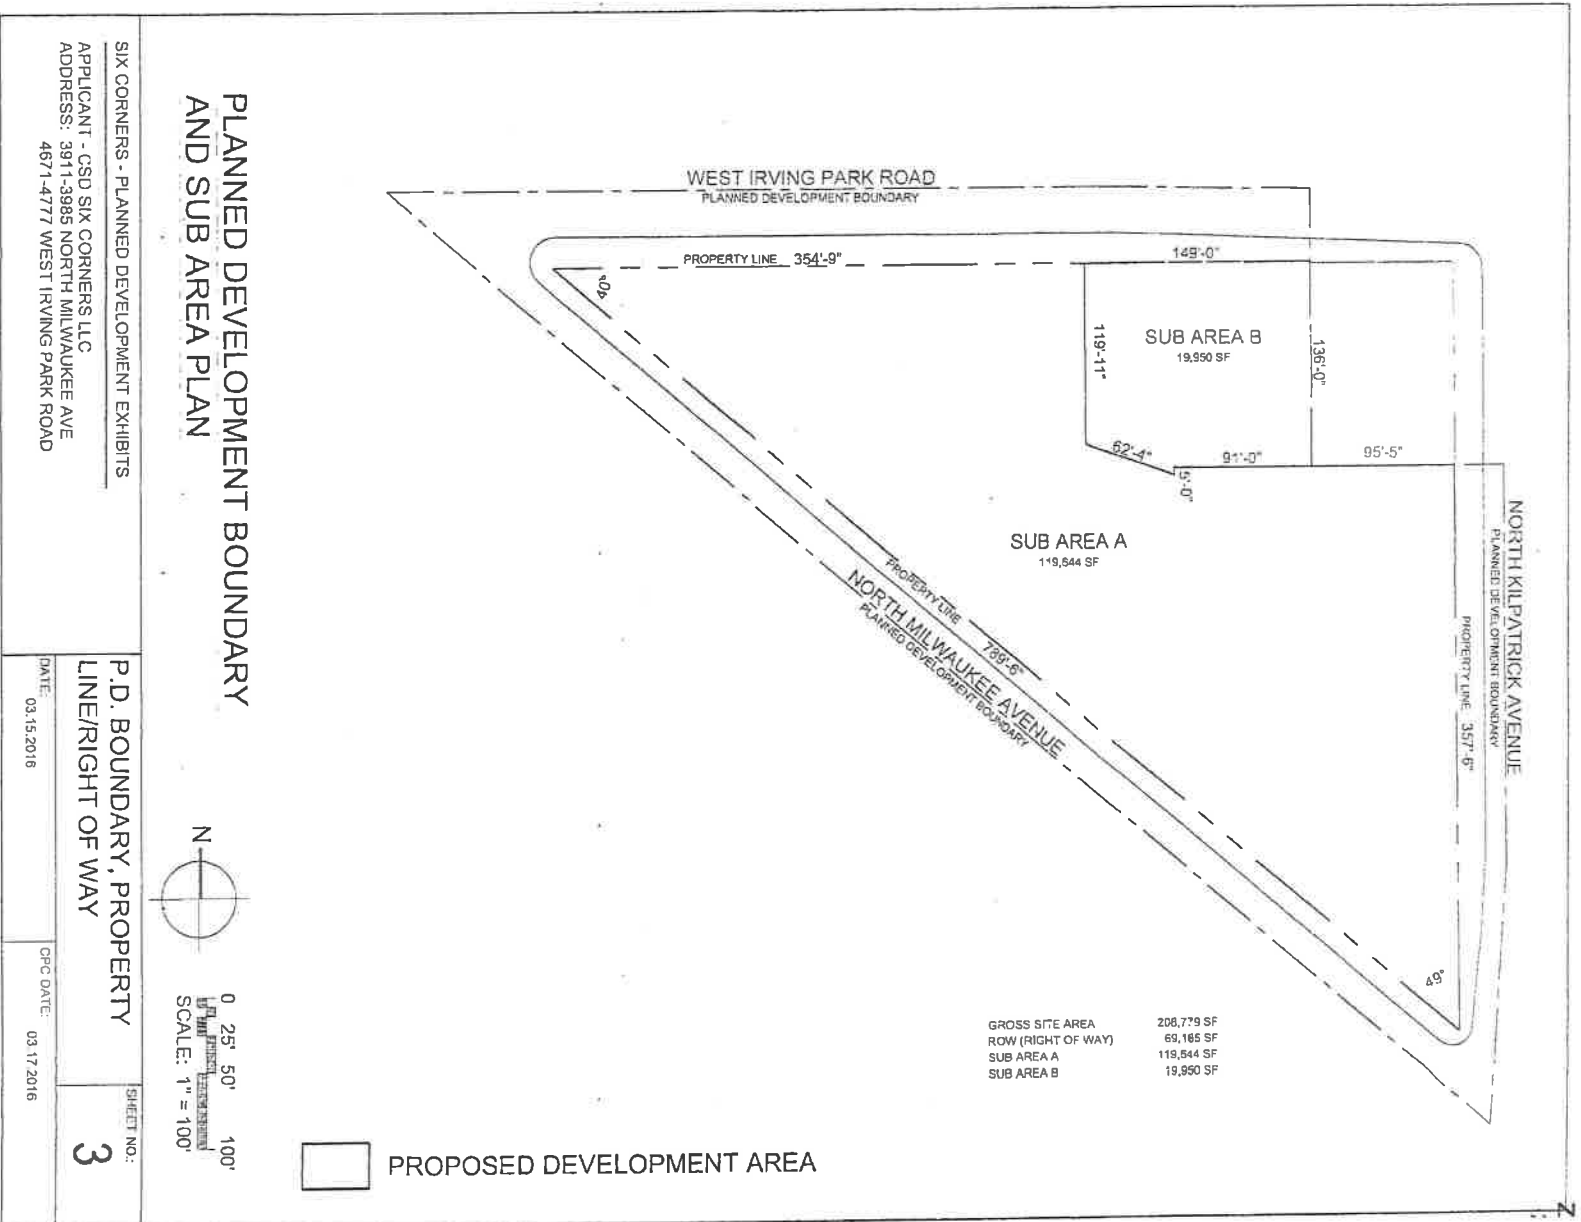 WEST IRVING PARK ROAD
PLANNED DEVELOPMENT BOUNDARY
PROPERTY LINE 354'-9"
149'-0"
40°
119'-11"
SUB AREA B
19,950 SF
136'-0"
62'-4"
5'-0"
91'-0"
95'-5"
SUB AREA A
119,644 SF
NORTH KILPATRICK AVENUE
PLANNED DEVELOPMENT BOUNDARY
PROPERTY LINE 357'-6"
PROPERTY LINE 789'-6"
NORTH MILWAUKEE AVENUE
PLANNED DEVELOPMENT BOUNDARY
49°
GROSS SITE AREA 208,779 SF
ROW (RIGHT OF WAY) 69,185 SF
SUB AREA A 119,644 SF
SUB AREA B 19,950 SF
PROPOSED DEVELOPMENT AREA
PLANNED DEVELOPMENT BOUNDARY
AND SUB AREA PLAN
N
0 25' 50' 100'
SCALE: 1" = 100'
SIX CORNERS - PLANNED DEVELOPMENT EXHIBITS
APPLICANT - CSD SIX CORNERS LLC
ADDRESS: 3911-3985 NORTH MILWAUKEE AVE
4671-4777 WEST IRVING PARK ROAD
P.D. BOUNDARY, PROPERTY
LINE/RIGHT OF WAY
DATE: 03.15.2016
CPC DATE: 03.17.2016
SHEET NO.:
3